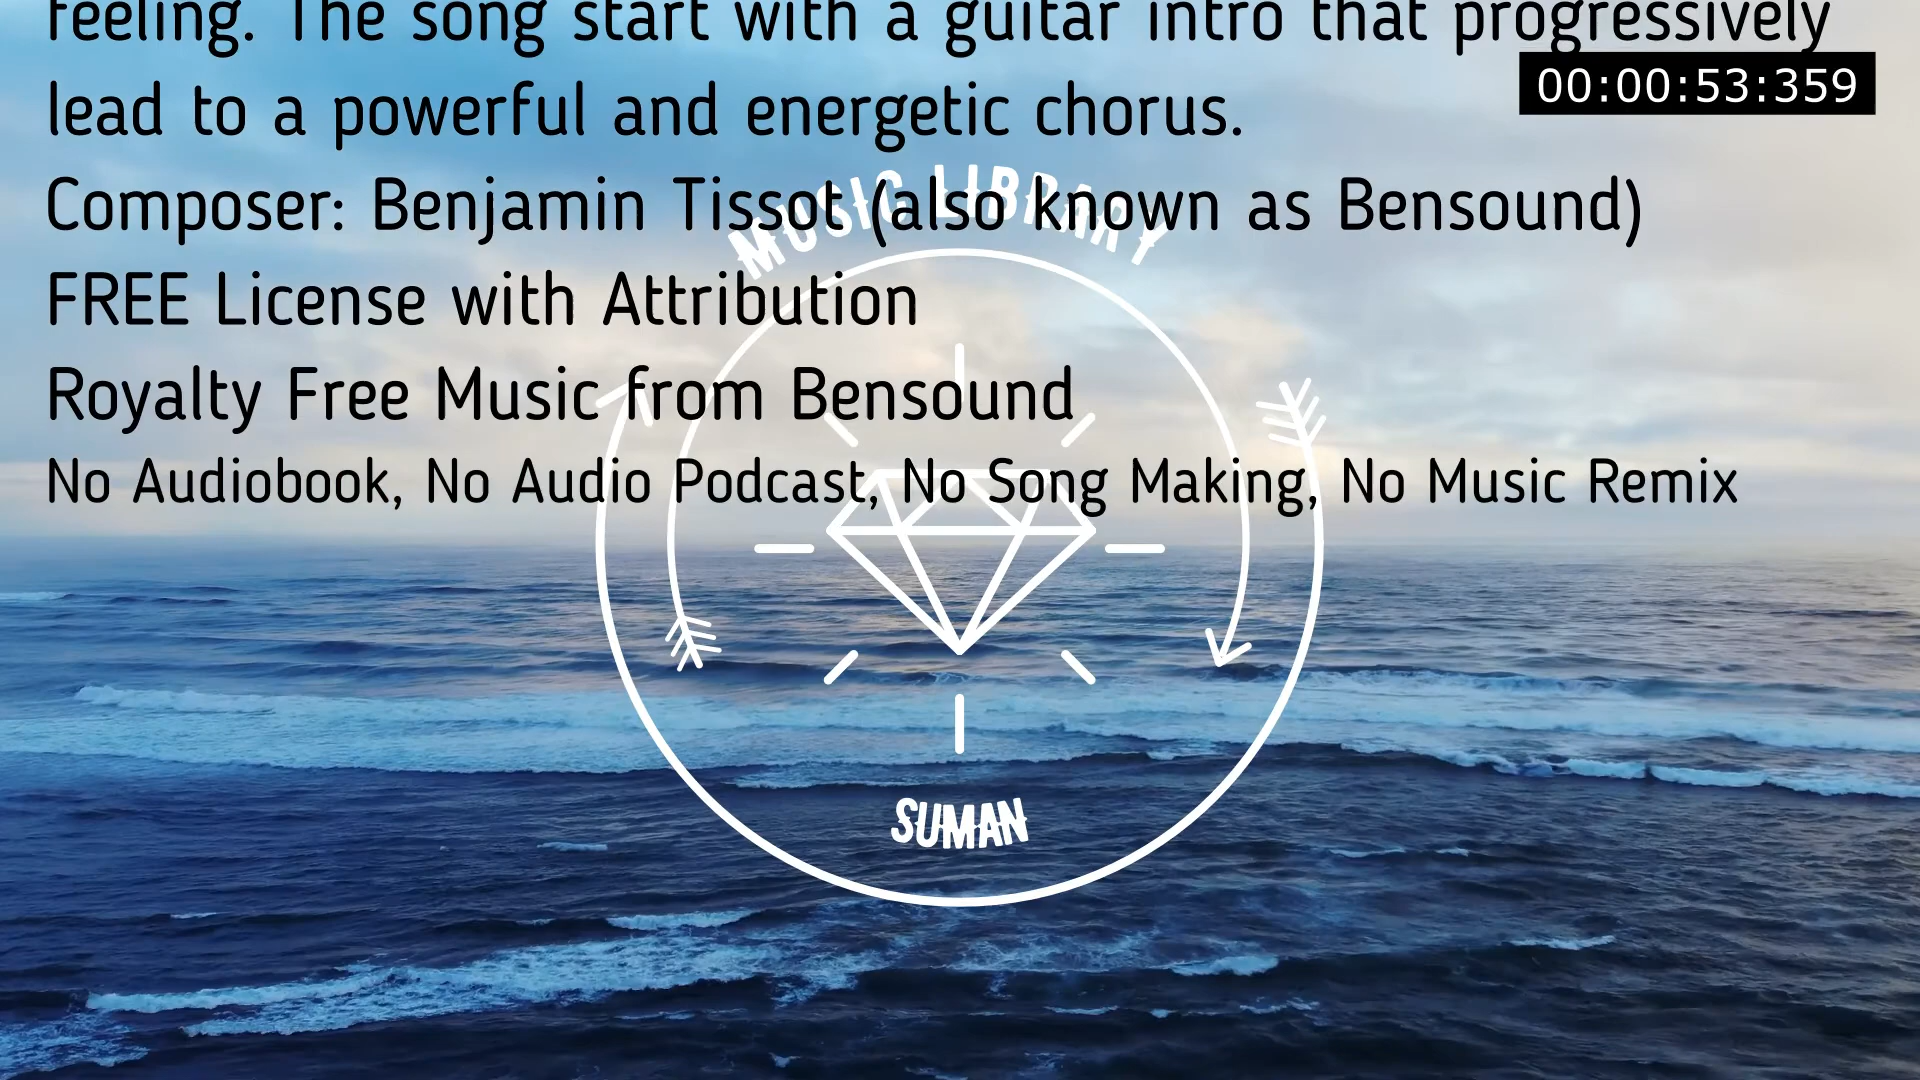 feeling. The song start with a guitar intro that progressively
00:00:53:359
lead to a powerful and energetic chorus.
MUSIC LIBRARY
Composer: Benjamin Tissot (also known as Bensound)
FREE License with Attribution
Royalty Free Music from Bensound
No Audiobook, No Audio Podcast, No Song Making, No Music Remix
SUMAN